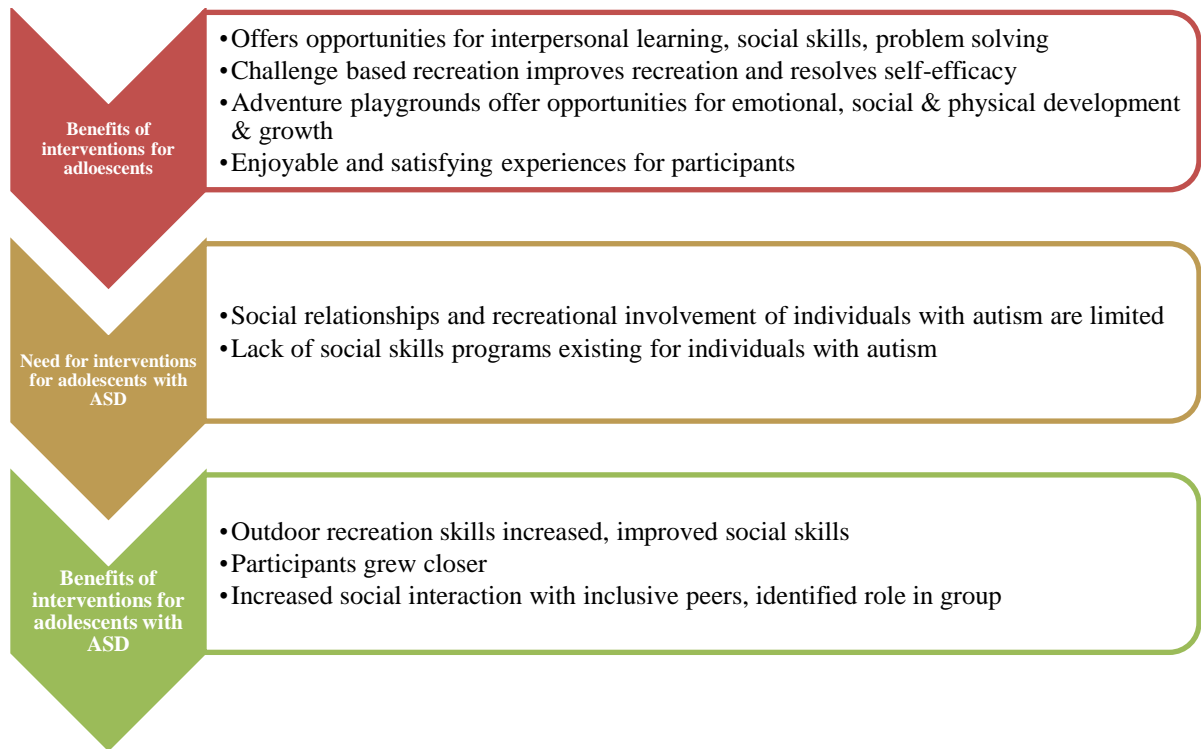 Benefits of
interventions for
adloescents
•Offers opportunities for interpersonal learning, social skills, problem solving
•Challenge based recreation improves recreation and resolves self-efficacy
•Adventure playgrounds offer opportunities for emotional, social & physical development
& growth
•Enjoyable and satisfying experiences for participants
Need for interventions
for adolescents with
ASD
•Social relationships and recreational involvement of individuals with autism are limited
•Lack of social skills programs existing for individuals with autism
Benefits of
interventions for
adolescents with
ASD
•Outdoor recreation skills increased, improved social skills
•Participants grew closer
•Increased social interaction with inclusive peers, identified role in group